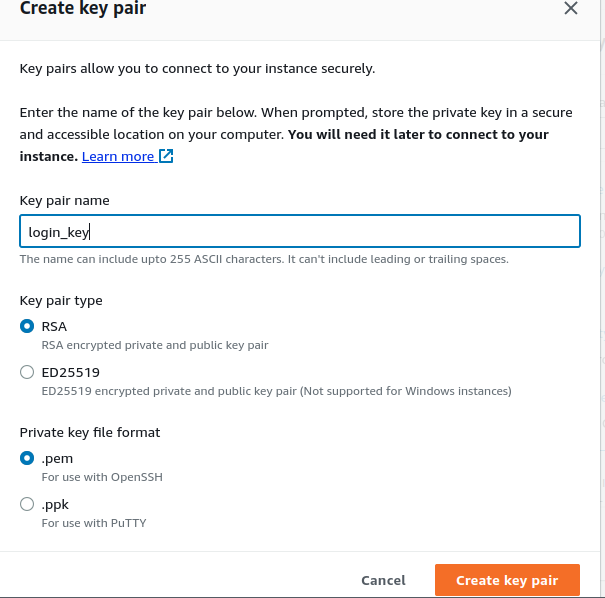 Create key pair
Key pairs allow you to connect to your instance securely.
Enter the name of the key pair below. When prompted, store the private key in a secure
and accessible location on your computer. You will need it later to connect to your
instance. Learn more
Key pair name
login_key
The name can include upto 255 ASCII characters. It can't include leading or trailing spaces.
Key pair type
RSA
RSA encrypted private and public key pair
ED25519
ED25519 encrypted private and public key pair (Not supported for Windows instances)
Private key file format
.pem
For use with OpenSSH
.ppk
For use with PuTTY
Cancel
Create key pair